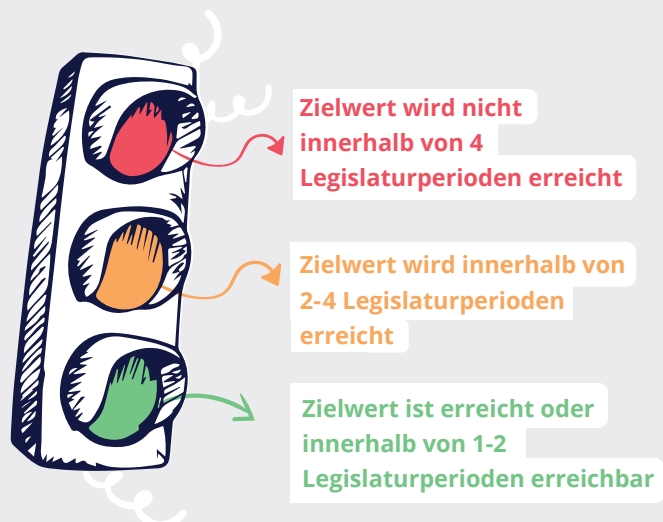 Zielwert wird nicht
innerhalb von 4
Legislaturperioden erreicht
Zielwert wird innerhalb von
2-4 Legislaturperioden
erreicht
Zielwert ist erreicht oder
innerhalb von 1-2
Legislaturperioden erreichbar